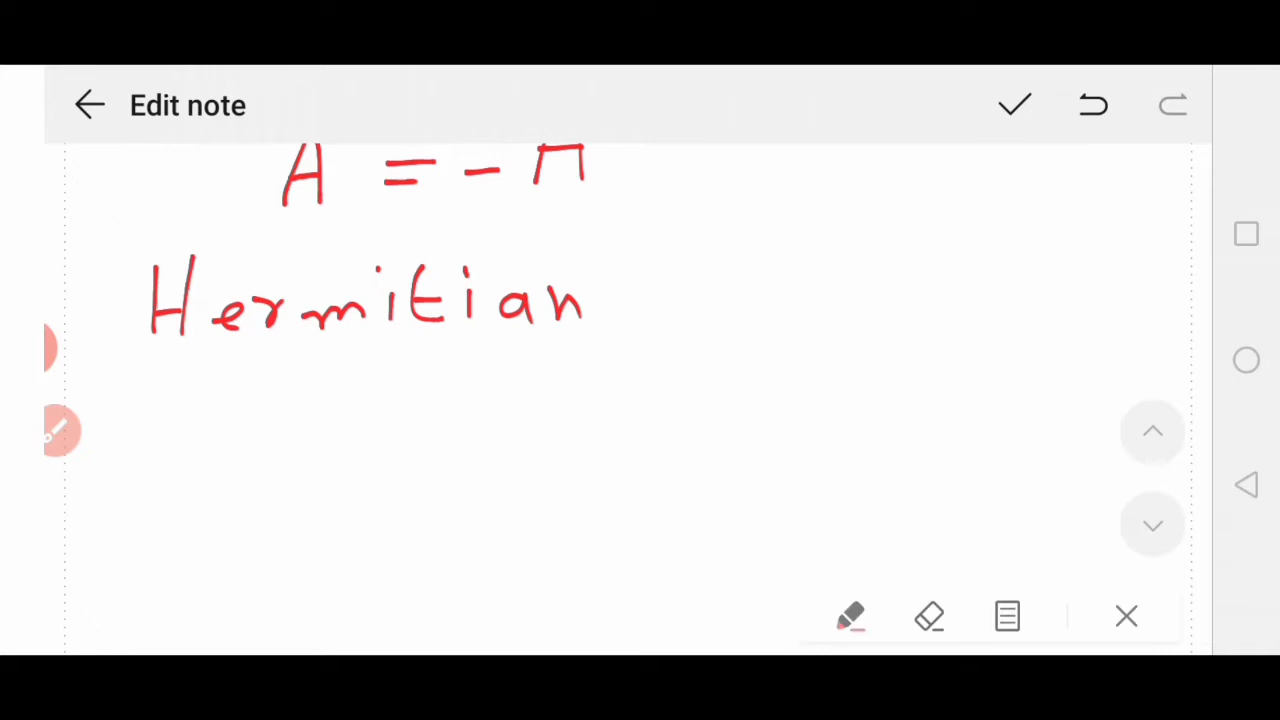 Edit note
A = -
Hermitian